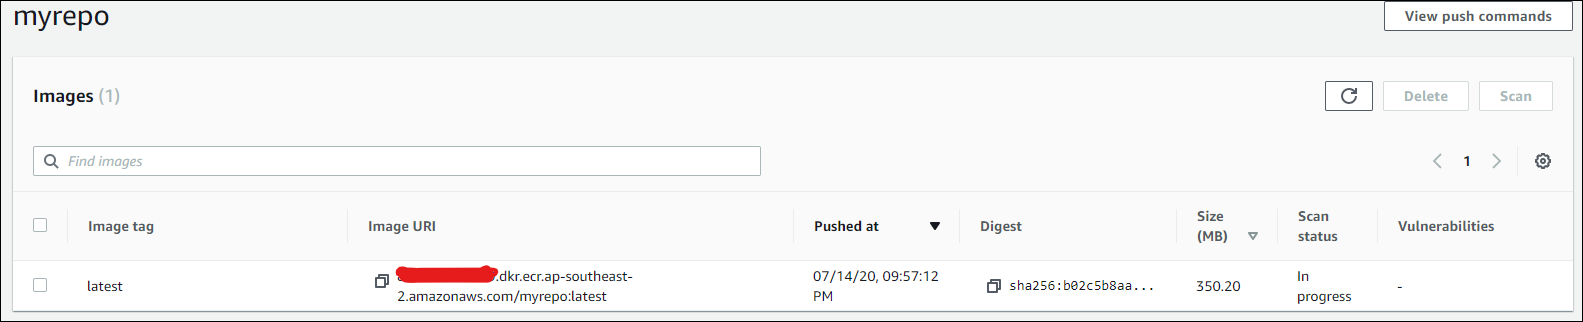 myrepo
View push commands
Images (1)
Delete
Scan
Find images
1
Image tag
Image URI
Pushed at
Digest
Size
(MB)
Scan
status
Vulnerabilities
latest
.dkr.ecr.ap-southeast-
2.amazonaws.com/myrepo:latest
07/14/20, 09:57:12
PM
sha256:b02c5b8aa...
350.20
In
progress
-